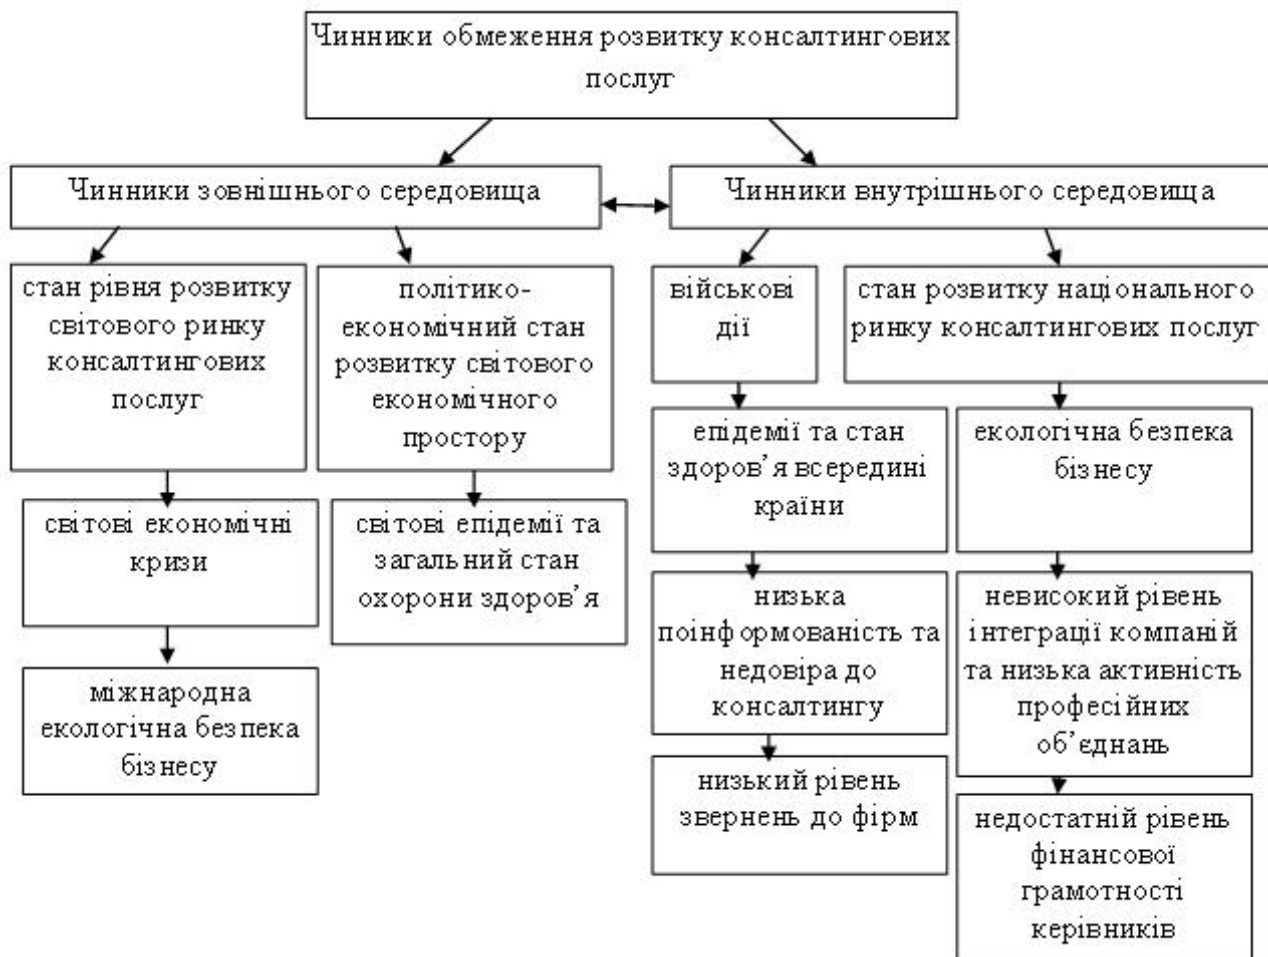 Чинники обмеження розвитку консалтингових
послуг
Чинники зовнішнього середовища
Чинники внутрішнього середовища
стан рівня розвитку
світового ринку
консалтингових
послуг
політико-
економічний стан
розвитку світового
економічного
простору
військові
дії
стан розвитку національного
ринку консалтингових послуг
світові економічні
кризи
світові епідемії та
загальний стан
охорони здоров’я
епідемії та стан
здоров’я всередині
країни
екологічна безпека
бізнесу
міжнародна
екологічна безпека
бізнесу
низька
поінформованість та
недовіра до
консалтингу
невисокий рівень
інтеграції компаній
та низька активність
професійних
об’єднань
низький рівень
звернень до фірм
недостатній рівень
фінансової
грамотності
керівників